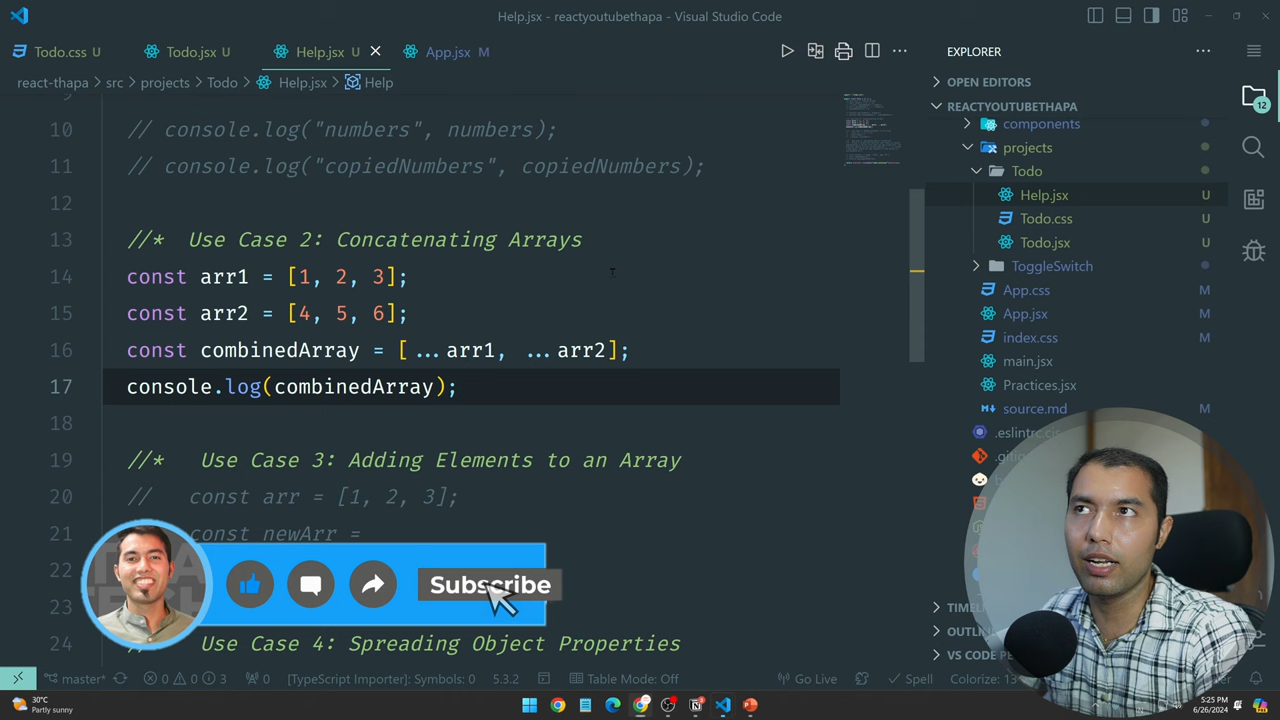 Help.jsx - reactyoutubethapa - Visual Studio Code
Todo.css U
Todo.jsx U
Help.jsx U
App.jsx M
react-thapa > src > projects > Todo > Help.jsx > Help
10 // console.log("numbers", numbers);
11 // console.log("copiedNumbers", copiedNumbers);
12
13 //* Use Case 2: Concatenating Arrays
14 const arr1 = [1, 2, 3];
15 const arr2 = [4, 5, 6];
16 const combinedArray = [...arr1, ...arr2];
17 console.log(combinedArray);
18
19 //* Use Case 3: Adding Elements to an Array
20 // const arr = [1, 2, 3];
21 const newArr =
22
23
24 Use Case 4: Spreading Object Properties
Subscribe
EXPLORER
OPEN EDITORS
REACTYOUTUBETHAPA
components
projects
Todo
Help.jsx U
Todo.css U
Todo.jsx U
ToggleSwitch
App.css M
App.jsx M
index.css M
main.jsx
Practices.jsx
source.md M
.eslintrc.cjs
TIMEL
OUTLI
VS CODE PE
12
master*
0 0 3
0
[TypeScript Importer]: Symbols: 0
5.3.2
Table Mode: Off
Go Live
Spell
Colorize: 13
30°C
Partly sunny
5:25 PM
6/26/2024